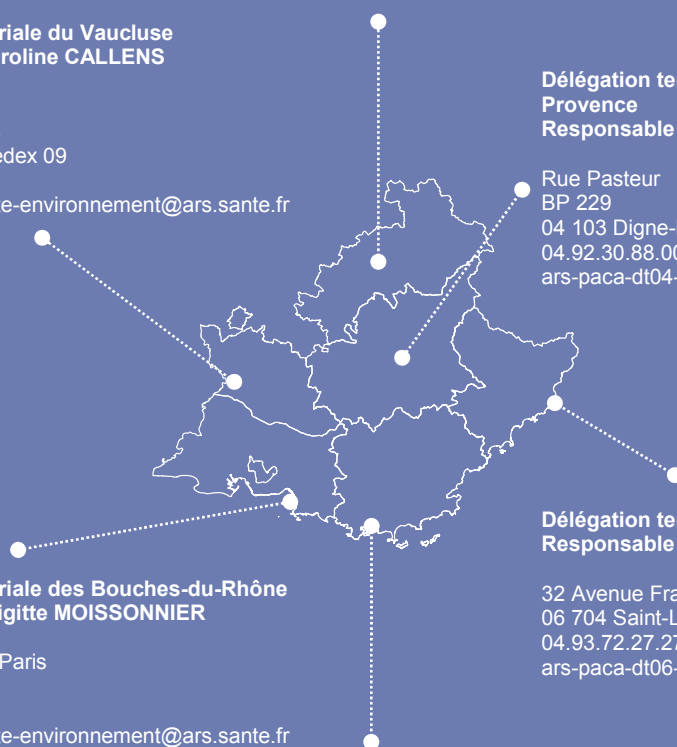 riale du Vaucluse
roline CALLENS
edex 09
te-environnement@ars.sante.fr
Délégation te
Provence
Responsable
Rue Pasteur
BP 229
04 103 Digne-
04.92.30.88.00
ars-paca-dt04-
riale des Bouches-du-Rhône
igitte MOISSONNIER
Paris
te-environnement@ars.sante.fr
Délégation te
Responsable
32 Avenue Fra
06 704 Saint-L
04.93.72.27.27
ars-paca-dt06-